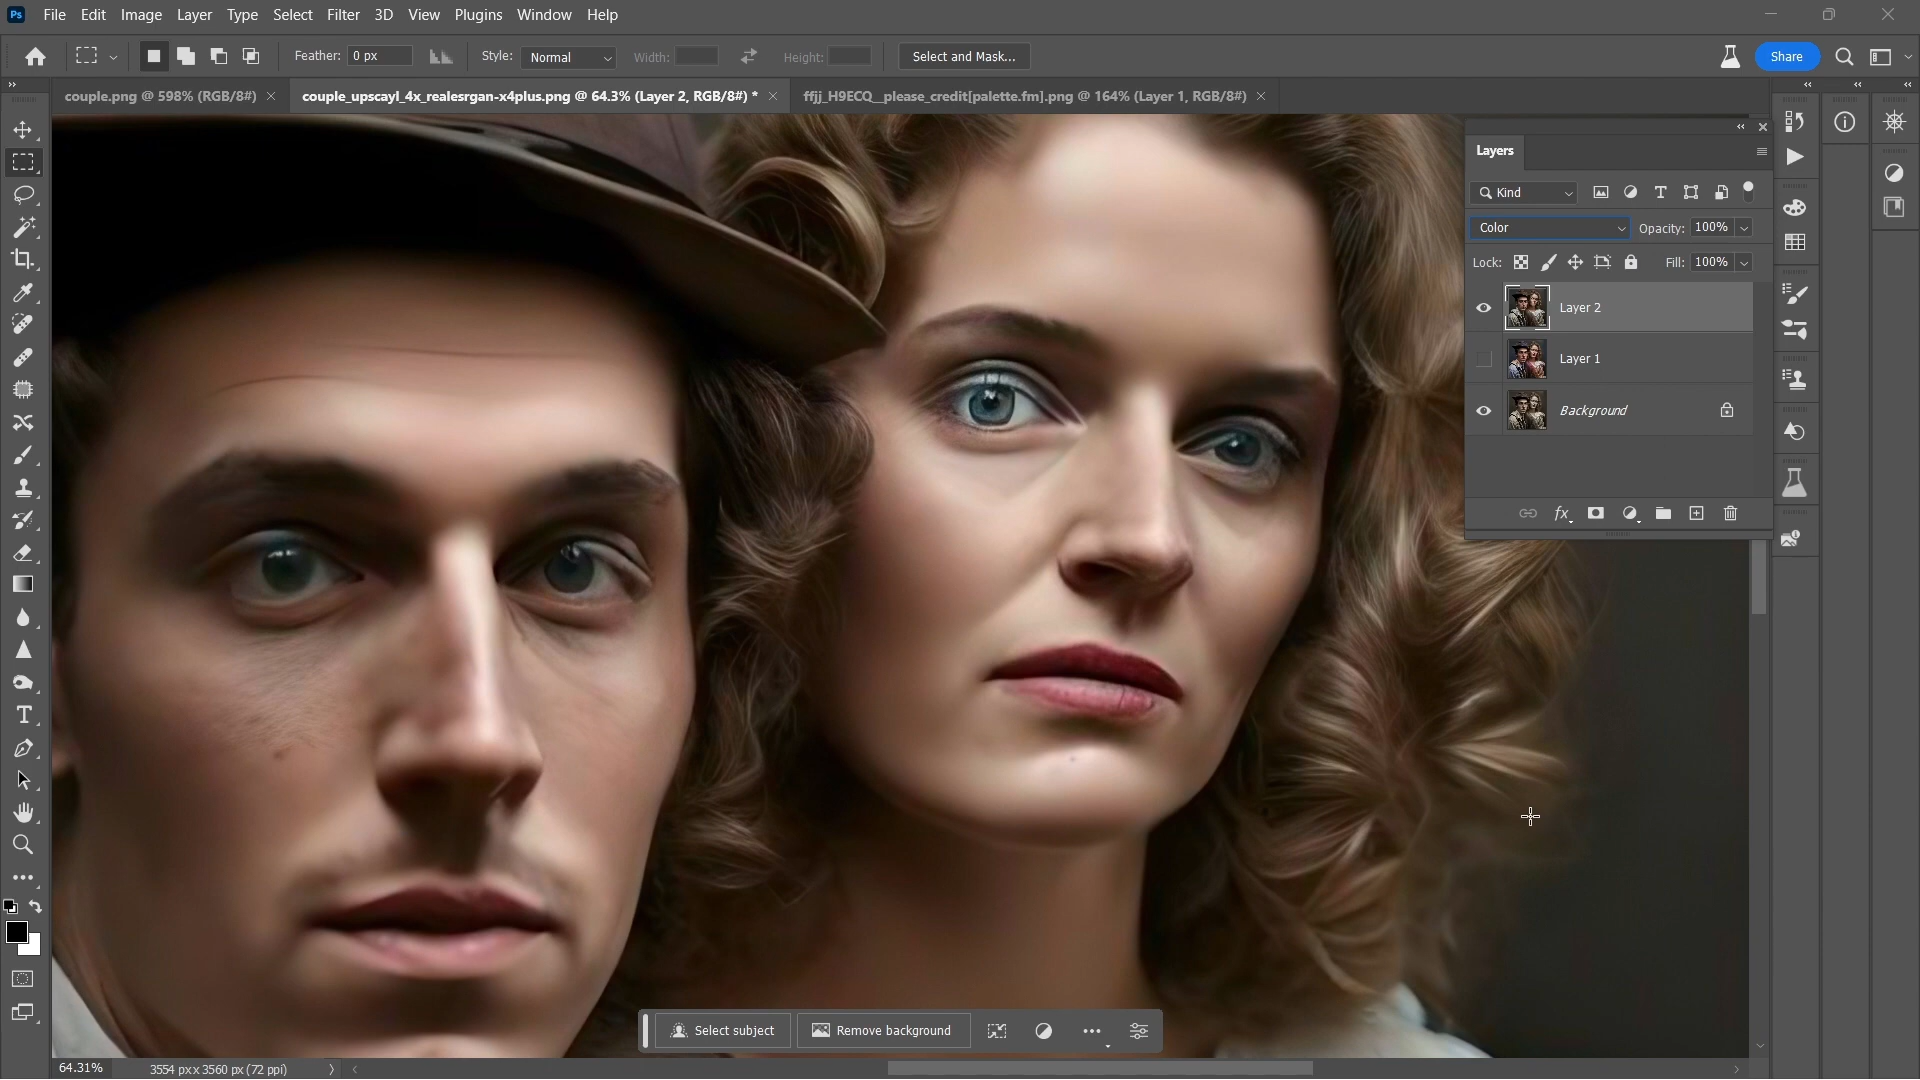 Ps File Edit Image Layer Type Select Filter 3D View Plugins Window Help
Feather: 0 px Style: Normal Width: Height: Select and Mask... Share
couple.png @ 598% (RGB/8#) couple_upscayl_4x_realesrgan-x4plus.png @ 64.3% (Layer 2, RGB/8#) * ffjj_H9ECQ__please_credit[palette.fm].png @ 164% (Layer 1, RGB/8#)
Layers
Kind
Color Opacity: 100%
Lock: Fill: 100%
Layer 2
Layer 1
Background
fx
Select subject Remove background
64.31% 3554 px x 3560 px (72 ppi)